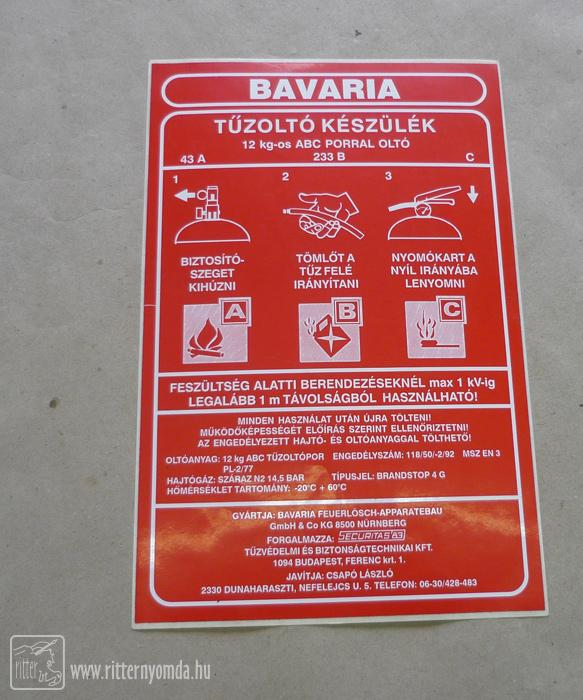 BAVARIA
TŰZOLTÓ KÉSZÜLÉK
12 kg-os ABC PORRAL OLTÓ
43 A 233 B C
1 2 3
BIZTOSÍTÓ-
SZEGET
KIHÚZNI
TÖMLŐT A
TŰZ FELÉ
IRÁNYÍTANI
NYOMÓKART A
NYÍL IRÁNYÁBA
LENYOMNI
A B C
FESZÜLTSÉG ALATTI BERENDEZÉSEKNÉL max 1 kV-ig
LEGALÁBB 1 m TÁVOLSÁGBÓL HASZNÁLHATÓ!
MINDEN HASZNÁLAT UTÁN ÚJRA TÖLTENI!
MŰKÖDŐKÉPESSÉGÉT ELŐÍRÁS SZERINT ELLENŐRIZTETNI!
AZ ENGEDÉLYEZETT HAJTÓ- ÉS OLTÓANYAGGAL TÖLTHETŐ!
OLTÓANYAG: 12 kg ABC TŰZOLTÓPOR ENGEDÉLYSZÁM: 118/50/-2/92 MSZ EN 3
PL-2/77
HAJTÓGÁZ: SZÁRAZ N2 14,5 BAR TÍPUSJEL: BRANDSTOP 4 G
HŐMÉRSÉKLET TARTOMÁNY: -20°C + 60°C
GYÁRTJA: BAVARIA FEUERLÖSCH-APPARATEBAU
GmbH & Co KG 8500 NÜRNBERG
FORGALMAZZA: SECURITAS '83
TŰZVÉDELMI ÉS BIZTONSÁGTECHNIKAI KFT.
1094 BUDAPEST, FERENC krt. 1.
JAVÍTJA: CSAPÓ LÁSZLÓ
2330 DUNAHARASZTI, NEFELEJCS U. 5. TELEFON: 06-30/428-483
ritter www.ritternyomda.hu